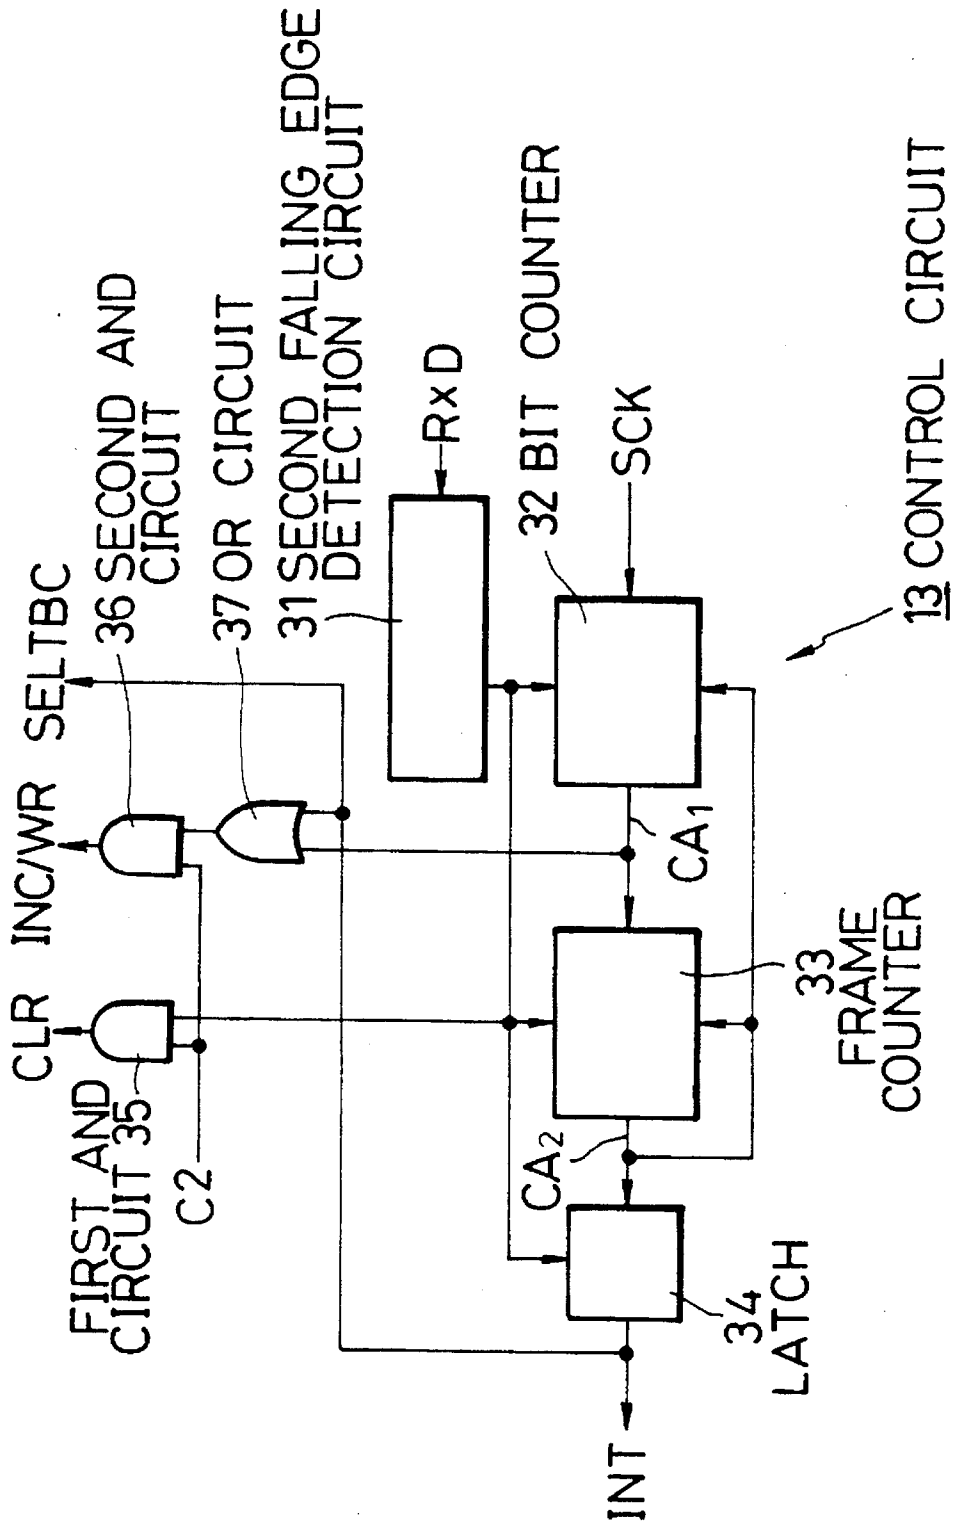 CLR
INC/WR
SELTBC
FIRST AND
CIRCUIT 35
36 SECOND AND
CIRCUIT
C2
37 OR CIRCUIT
31 SECOND FALLING EDGE
DETECTION CIRCUIT
RxD
32 BIT COUNTER
CA2
CA1
SCK
INT
34
LATCH
33
FRAME
COUNTER
13 CONTROL CIRCUIT